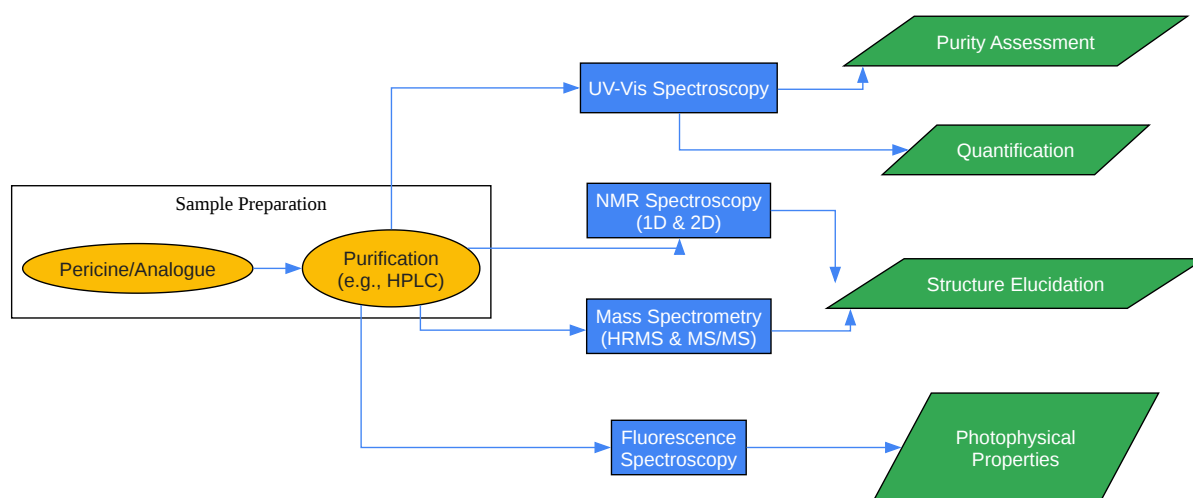 Purity Assessment
UV-Vis Spectroscopy
Quantification
Sample Preparation
NMR Spectroscopy
(1D & 2D)
Pericine/Analogue
Purification
(e.g., HPLC)
Structure Elucidation
Mass Spectrometry
(HRMS & MS/MS)
Fluorescence
Spectroscopy
Photophysical
Properties